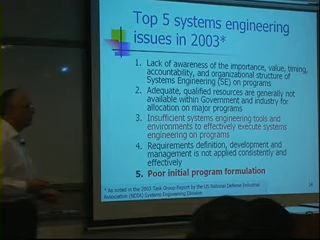 Top 5 systems engineering
issues in 2003*
1. Lack of awareness of the importance, value, timing,
accountability, and organizational structure of
Systems Engineering (SE) on programs
2. Adequate, qualified resources are generally not
available within Government and industry for
allocation on major programs
3. Insufficient systems engineering tools and
environments to effectively execute systems
engineering on programs
4. Requirements definition, development and
management is not applied consistently and
effectively
5. Poor initial program formulation
* As noted in the 2003 Task Group Report by the US National Defense Industrial
Association (NDIA) Systems Engineering Division